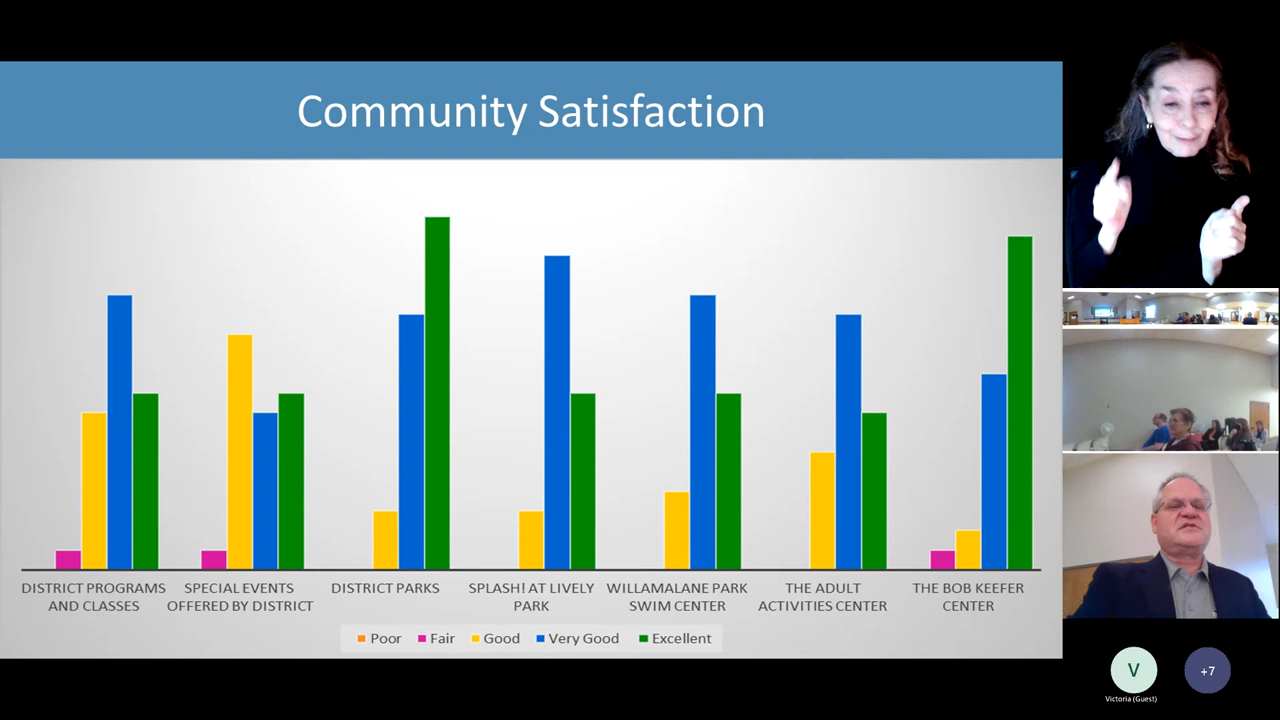 Community Satisfaction
DISTRICT PROGRAMS
AND CLASSES
SPECIAL EVENTS
OFFERED BY DISTRICT
DISTRICT PARKS
SPLASH! AT LIVELY
PARK
WILLAMALANE PARK
SWIM CENTER
THE ADULT
ACTIVITIES CENTER
THE BOB KEEFER
CENTER
Poor Fair Good Very Good Excellent
V
+7
Victoria (Guest)